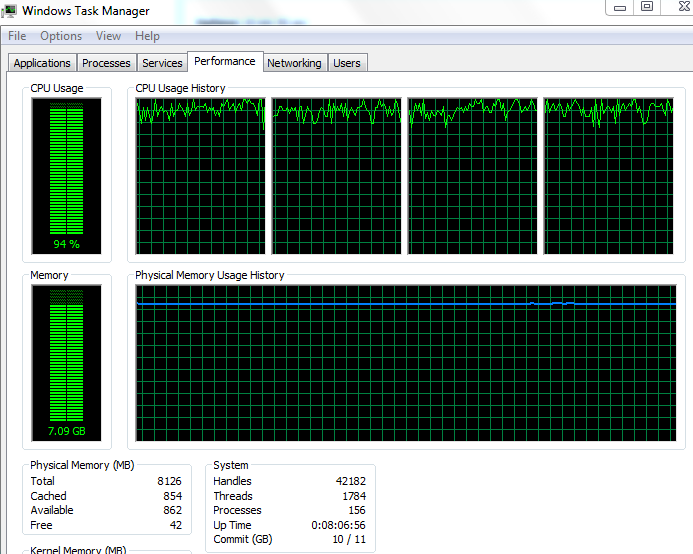 Windows Task Manager
File Options View Help
Applications Processes Services Performance Networking Users
CPU Usage CPU Usage History
94 %
Memory Physical Memory Usage History
7.09 GB
Physical Memory (MB)
Total 8126
Cached 854
Available 862
Free 42
System
Handles 42182
Threads 1784
Processes 156
Up Time 0:08:06:56
Commit (GB) 10 / 11
Kernel Memory (MB)